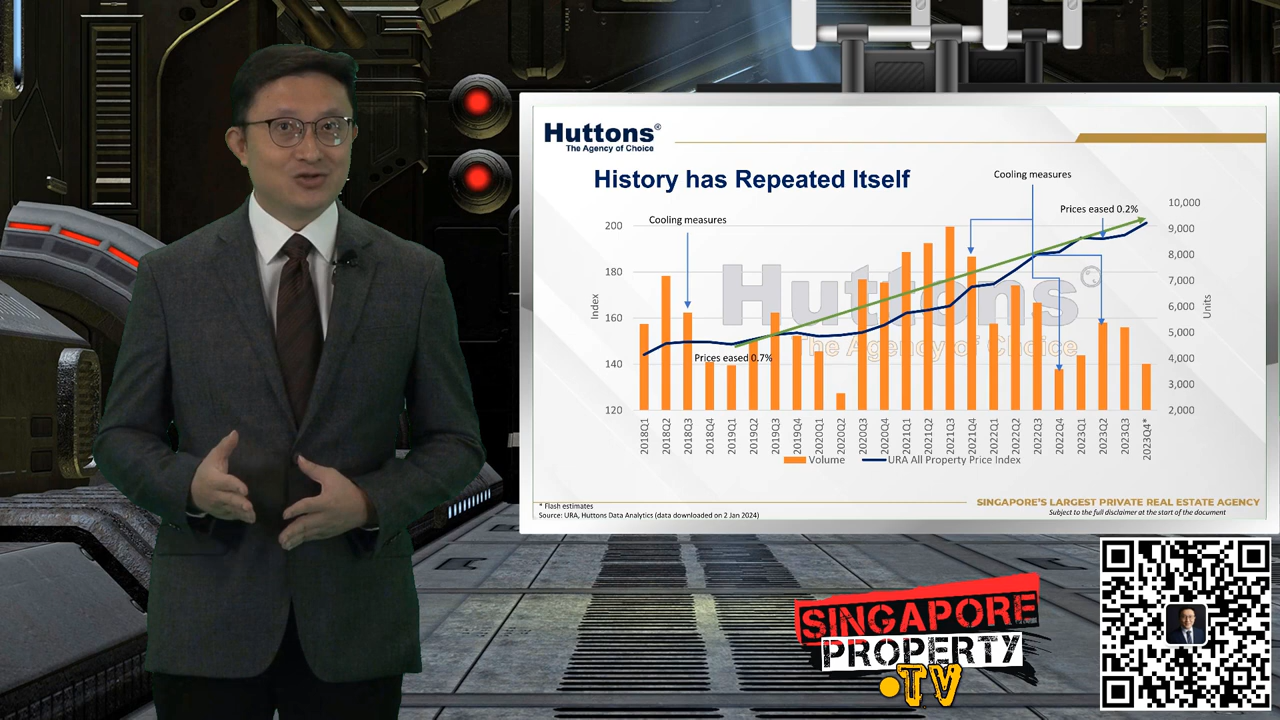 Huttons®
The Agency of Choice
History has Repeated Itself
Cooling measures
Prices eased 0.2%
Cooling measures
Prices eased 0.7%
200
180
160
140
120
Index
10,000
9,000
8,000
7,000
6,000
5,000
4,000
3,000
2,000
Units
Huttons
The Agency of Choice
2018Q1
2018Q2
2018Q3
2018Q4
2019Q1
2019Q2
2019Q3
2019Q4
2020Q1
2020Q2
2020Q3
2020Q4
2021Q1
2021Q2
2021Q3
2021Q4
2022Q1
2022Q2
2022Q3
2022Q4
2023Q1
2023Q2
2023Q3
2023Q4*
Volume
URA All Property Price Index
SINGAPORE'S LARGEST PRIVATE REAL ESTATE AGENCY
Subject to the full disclaimer at the start of the document
* Flash estimates
Source: URA, Huttons Data Analytics (data downloaded on 2 Jan 2024)
SINGAPORE
PROPERTY
.TV